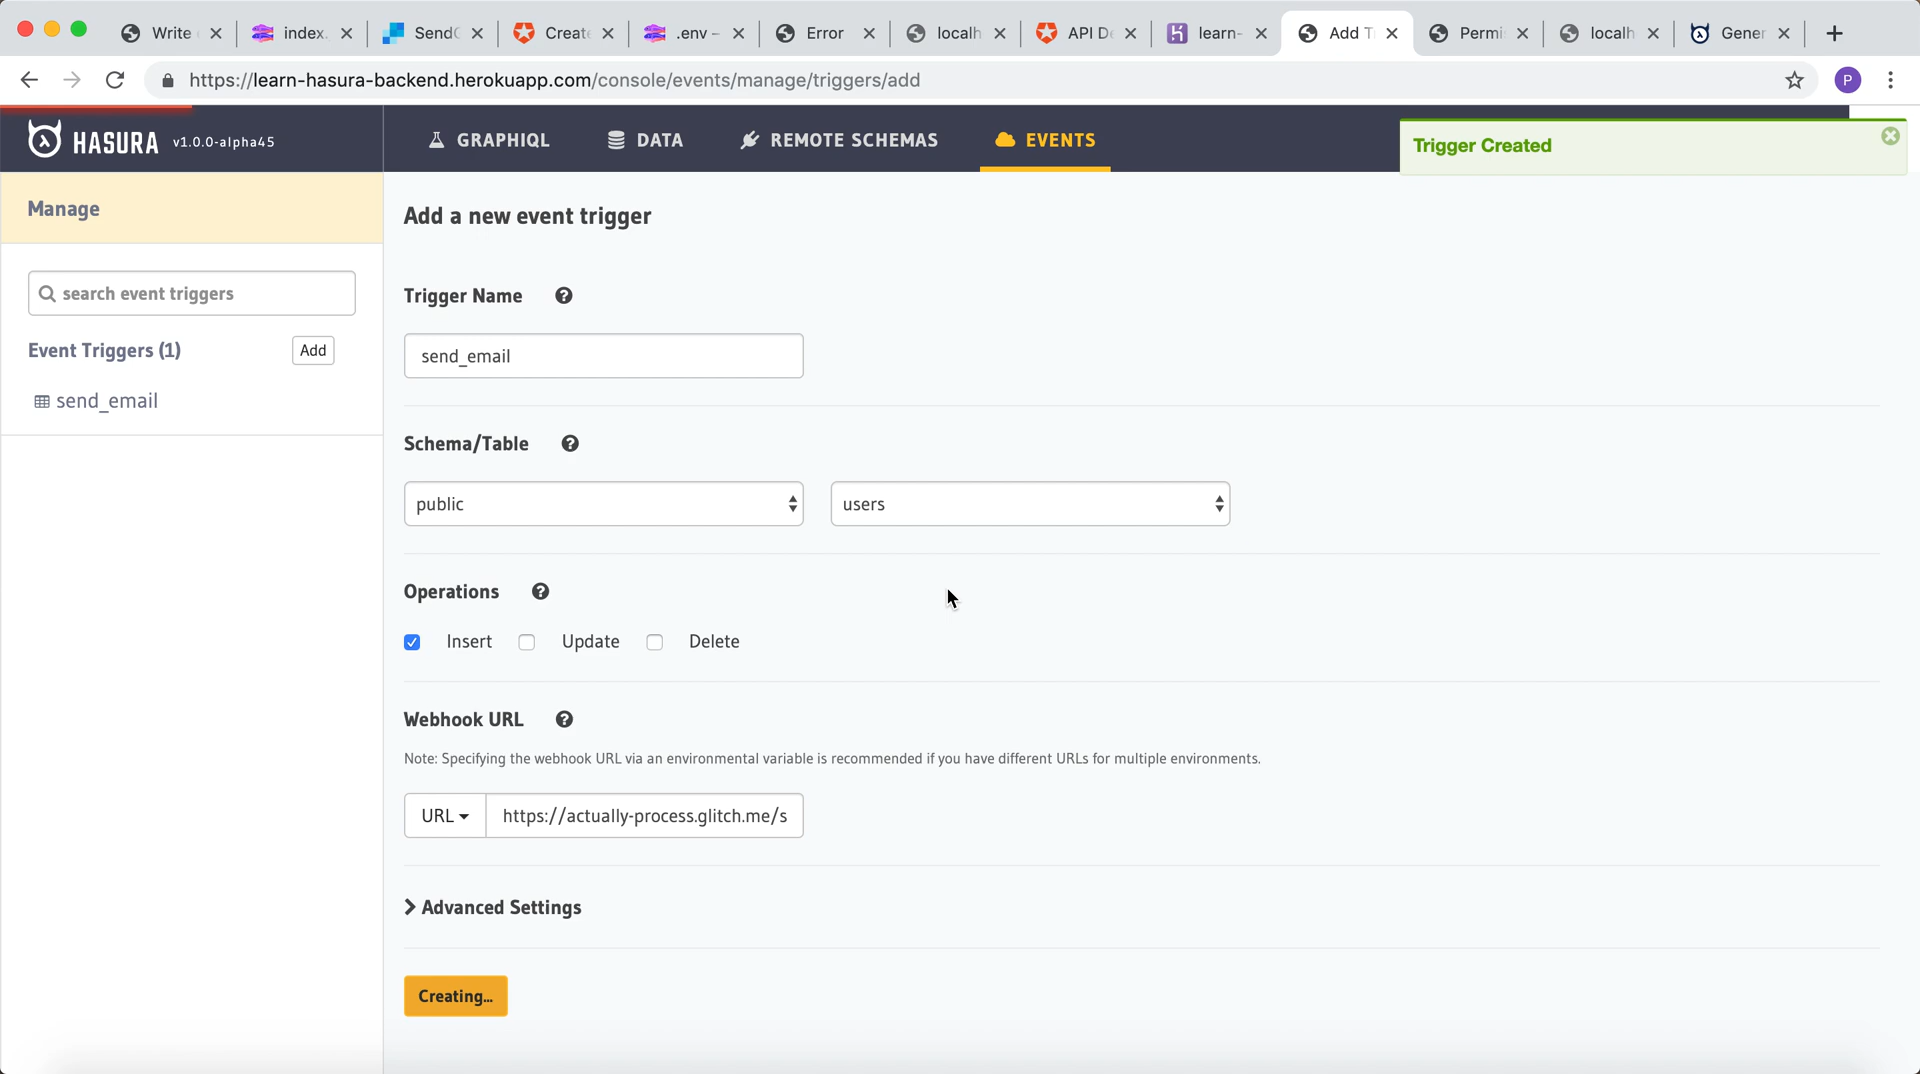 Write
index.
Send
Create
.env –
Error
localh
API De
learn-
Add T
Permi
localh
Gener
https://learn-hasura-backend.herokuapp.com/console/events/manage/triggers/add
P
HASURA v1.0.0-alpha45
GRAPHIQL
DATA
REMOTE SCHEMAS
EVENTS
Trigger Created
Manage
search event triggers
Event Triggers (1)
Add
send_email
Add a new event trigger
Trigger Name
send_email
Schema/Table
public
users
Operations
Insert
Update
Delete
Webhook URL
Note: Specifying the webhook URL via an environmental variable is recommended if you have different URLs for multiple environments.
URL
https://actually-process.glitch.me/s
Advanced Settings
Creating...